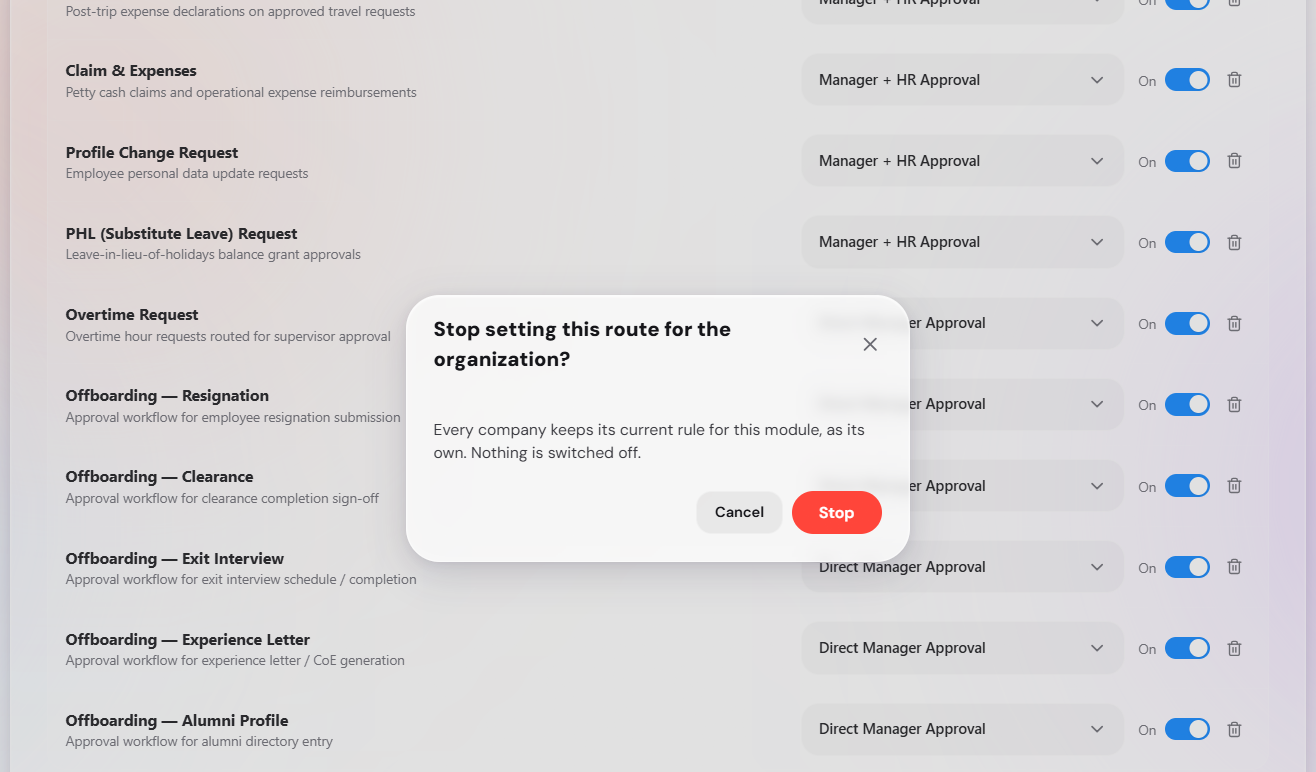 Post-trip expense declarations on approved travel requests
Manager + HR Approval
On
Claim & Expenses
Petty cash claims and operational expense reimbursements
Manager + HR Approval
On
Profile Change Request
Employee personal data update requests
Manager + HR Approval
On
PHL (Substitute Leave) Request
Leave-in-lieu-of-holidays balance grant approvals
Manager + HR Approval
On
Overtime Request
Overtime hour requests routed for supervisor approval
Approval
On
Offboarding — Resignation
Approval workflow for employee resignation submission
Approval
On
Offboarding — Clearance
Approval workflow for clearance completion sign-off
Approval
On
Stop setting this route for the
organization?
Every company keeps its current rule for this module, as its
own. Nothing is switched off.
Cancel
Stop
Offboarding — Exit Interview
Approval workflow for exit interview schedule / completion
Direct Manager Approval
On
Offboarding — Experience Letter
Approval workflow for experience letter / CoE generation
Direct Manager Approval
On
Offboarding — Alumni Profile
Approval workflow for alumni directory entry
Direct Manager Approval
On